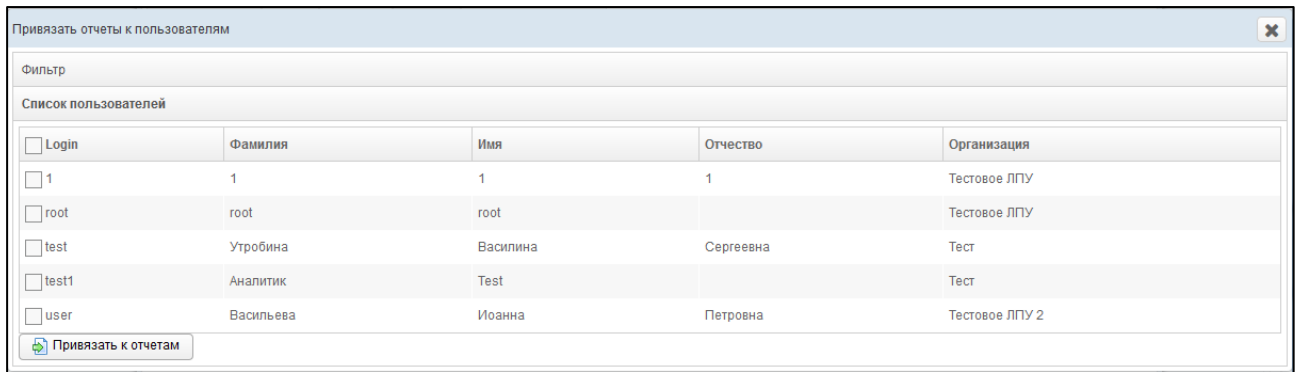 Привязать отчеты к пользователям
Фильтр
Список пользователей
Login Фамилия Имя Отчество Организация
1 1 1 1 Тестовое ЛПУ
root root root Тестовое ЛПУ
test Утробина Василина Сергеевна Тест
test1 Аналитик Test Тест
user Васильева Иоанна Петровна Тестовое ЛПУ 2
Привязать к отчетам